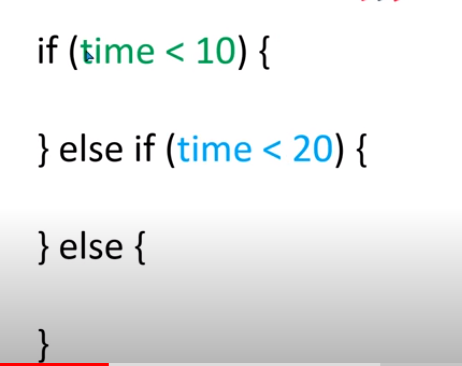 if (time < 10) {
} else if (time < 20) {
} else {
}